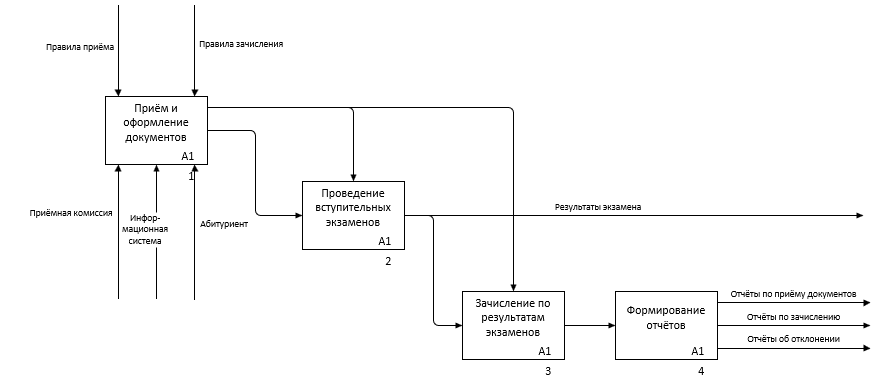 Правила приёма
Правила зачисления
Приём и
оформление
документов
A1
1
Приёмная комиссия
Инфор-
мационная
система
Абитуриент
Проведение
вступительных
экзаменов
A1
2
Результаты экзамена
Зачисление по
результатам
экзаменов
A1
3
Формирование
отчётов
A1
4
Отчёты по приёму документов
Отчёты по зачислению
Отчёты об отклонении